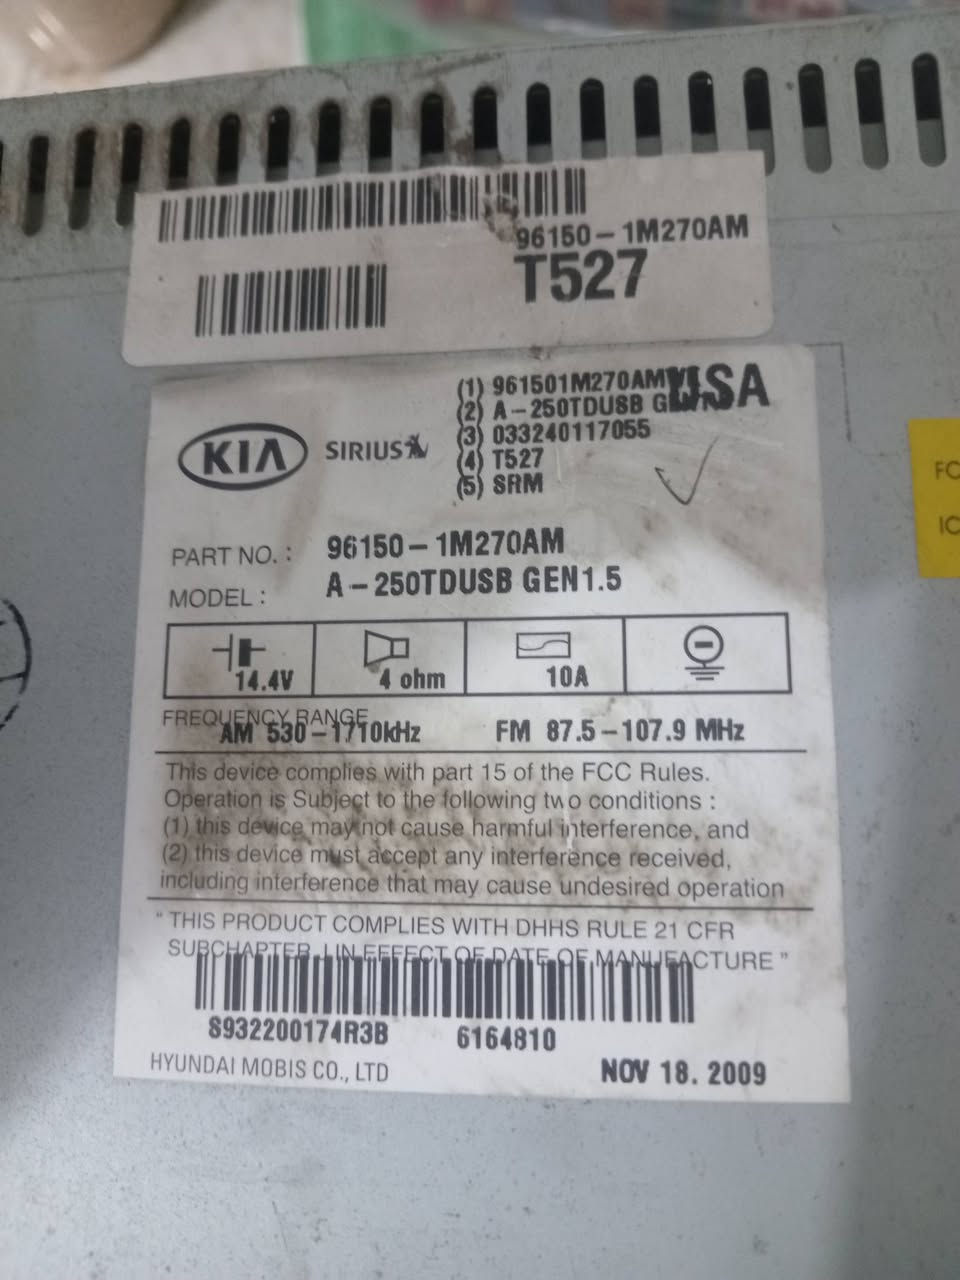 96150-1M270AM
T527
(1) 961501M270AM USA
(2) A-250TDUSB
(3) 033240117055
(4) T527
(5) SRM
KIA
SIRIUS
PART NO. : 96150-1M270AM
MODEL : A-250TDUSB GEN1.5
14.4V 4 ohm 10A
FREQUENCY RANGE
AM 530-1710kHz FM 87.5-107.9 MHz
This device complies with part 15 of the FCC Rules.
Operation is Subject to the following two conditions :
(1) this device may not cause harmful interference, and
(2) this device must accept any interference received,
including interference that may cause undesired operation
" THIS PRODUCT COMPLIES WITH DHHS RULE 21 CFR
SUBCHAPTER J IN EFFECT OF DATE OF MANUFACTURE "
S932200174R3B 6164810
HYUNDAI MOBIS CO., LTD NOV 18. 2009
FC
IC